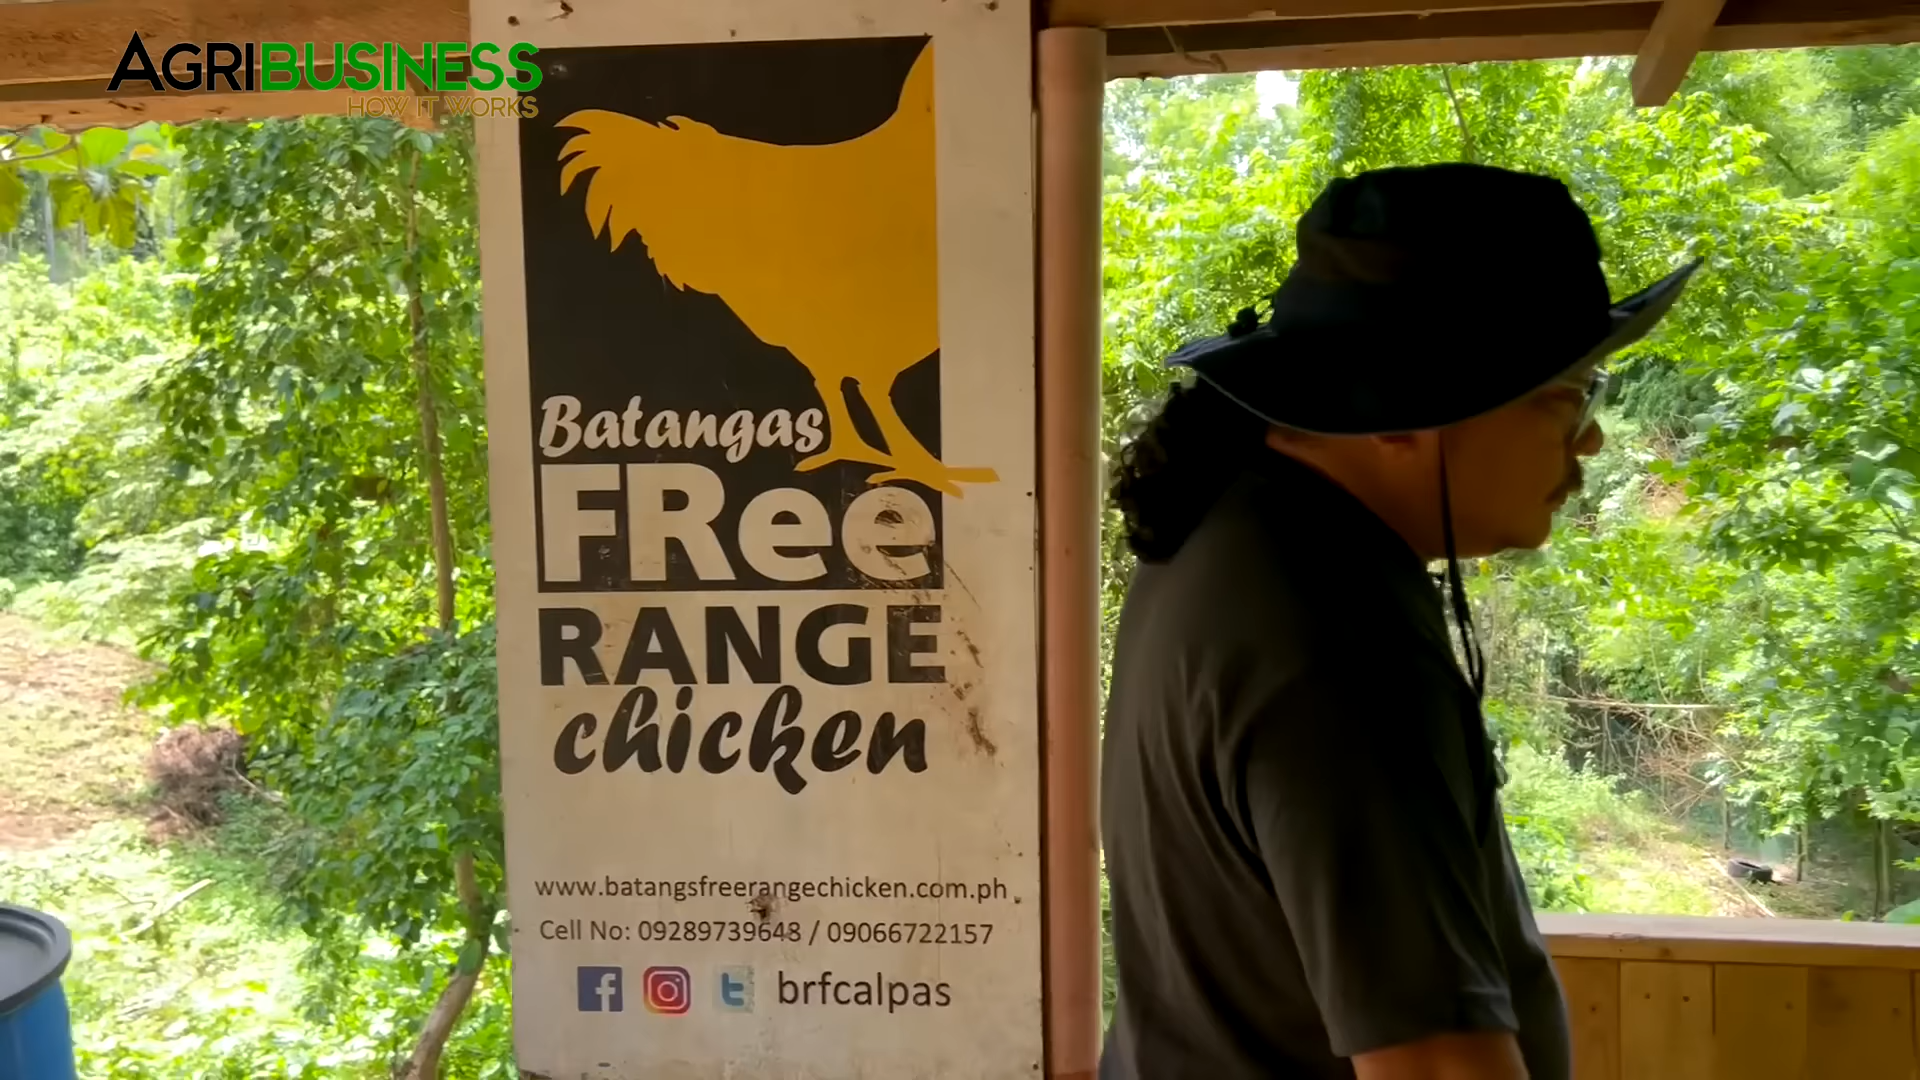 AGRIBUSINESS
HOW IT WORKS
Batangas
FRee
RANGE
chicken
www.batangsfreerangechicken.com.ph
Cell No: 09289739648 / 09066722157
brfcalpas